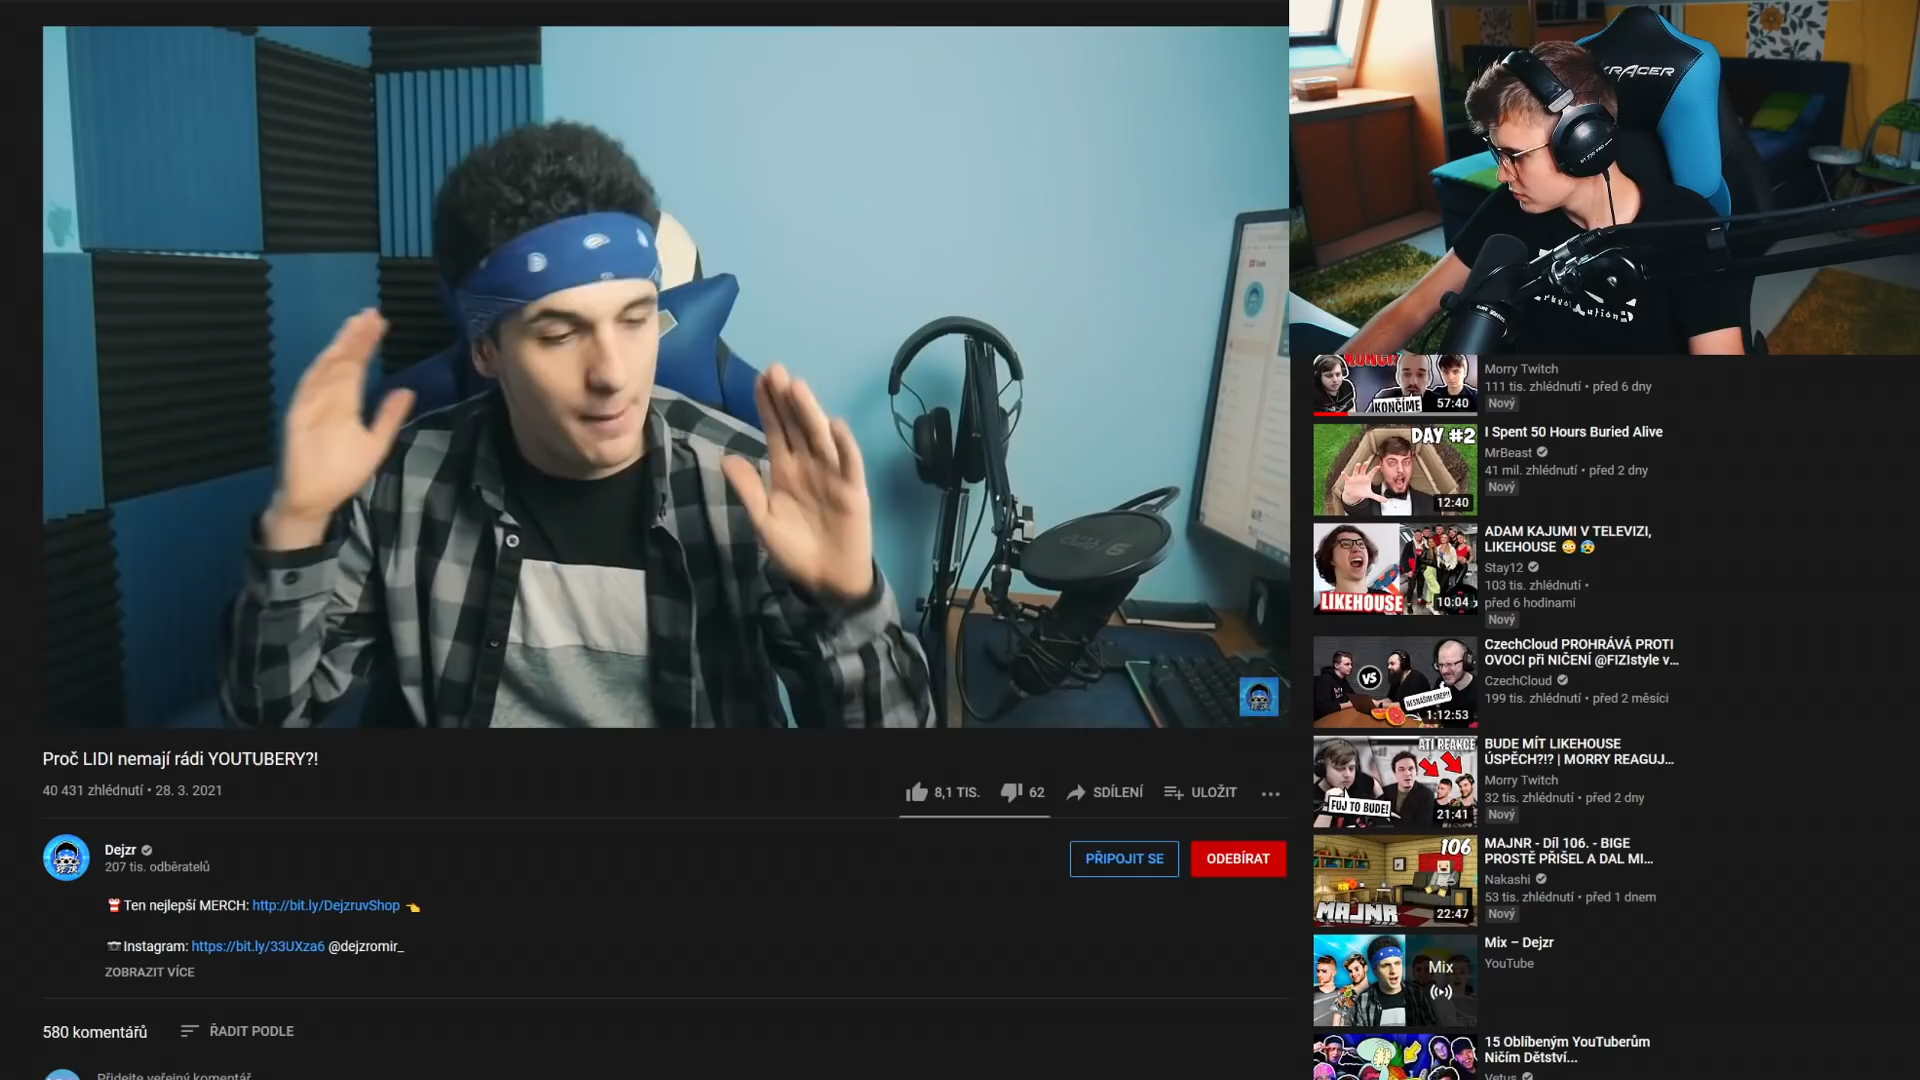 Proč LIDI nemají rádi YOUTUBERY?!
40 431 zhlédnutí • 28. 3. 2021
8,1 TIS.
62
SDÍLENÍ
ULOŽIT
Dejzr
207 tis. odběratelů
PŘIPOJIT SE
ODEBÍRAT
Ten nejlepší MERCH: http://bit.ly/DejzruvShop
Instagram: https://bit.ly/33UXza6 @dejzromir_
ZOBRAZIT VÍCE
580 komentářů
ŘADIT PODLE
Přidejte veřejný komentář
KONČÍME
57:40
Morry Twitch
111 tis. zhlédnutí • před 6 dny
Nový
DAY #2
12:40
I Spent 50 Hours Buried Alive
MrBeast
41 mil. zhlédnutí • před 2 dny
Nový
LIKEHOUSE
10:04
ADAM KAJUMI V TELEVIZI,
LIKEHOUSE
Stay12
103 tis. zhlédnutí •
před 6 hodinami
Nový
VS
NESNAŠIM GREP!!
1:12:53
CzechCloud PROHRÁVÁ PROTI
OVOCI při NIČENÍ @FIZIstyle v...
CzechCloud
199 tis. zhlédnutí • před 2 měsíci
ATI REAKCE
FUJ TO BUDE!
21:41
BUDE MÍT LIKEHOUSE
ÚSPĚCH?!? | MORRY REAGUJ...
Morry Twitch
32 tis. zhlédnutí • před 2 dny
Nový
106
MAJNR
22:47
MAJNR - Díl 106. - BIGE
PROSTĚ PŘIŠEL A DAL MI...
Nakashi
53 tis. zhlédnutí • před 1 dnem
Nový
Mix
Mix – Dejzr
YouTube
15 Oblíbeným YouTuberům
Ničím Dětství...
Vetus